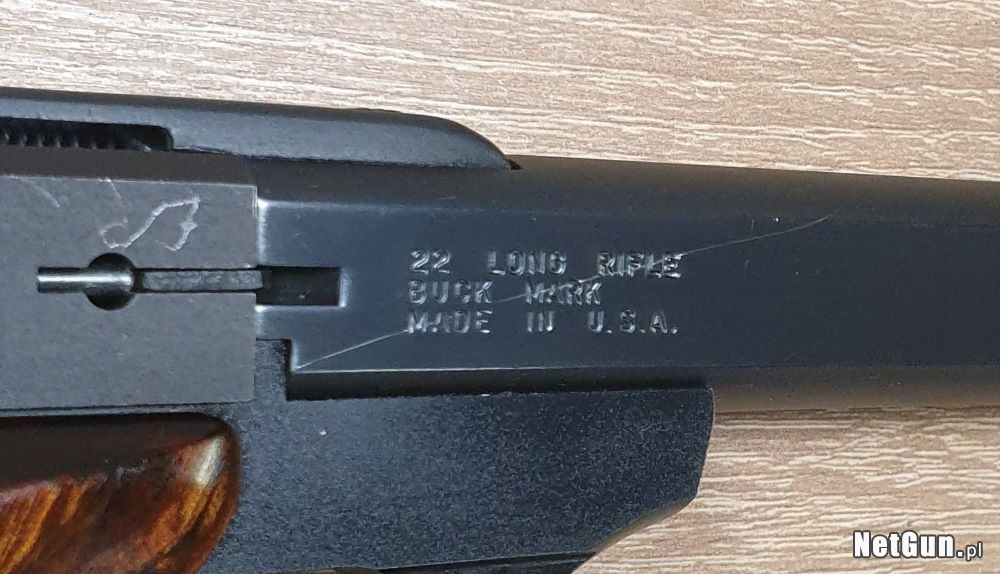 22 LONG RIFLE
BUCK MARK
MADE IN U.S.A.
NetGun.pl